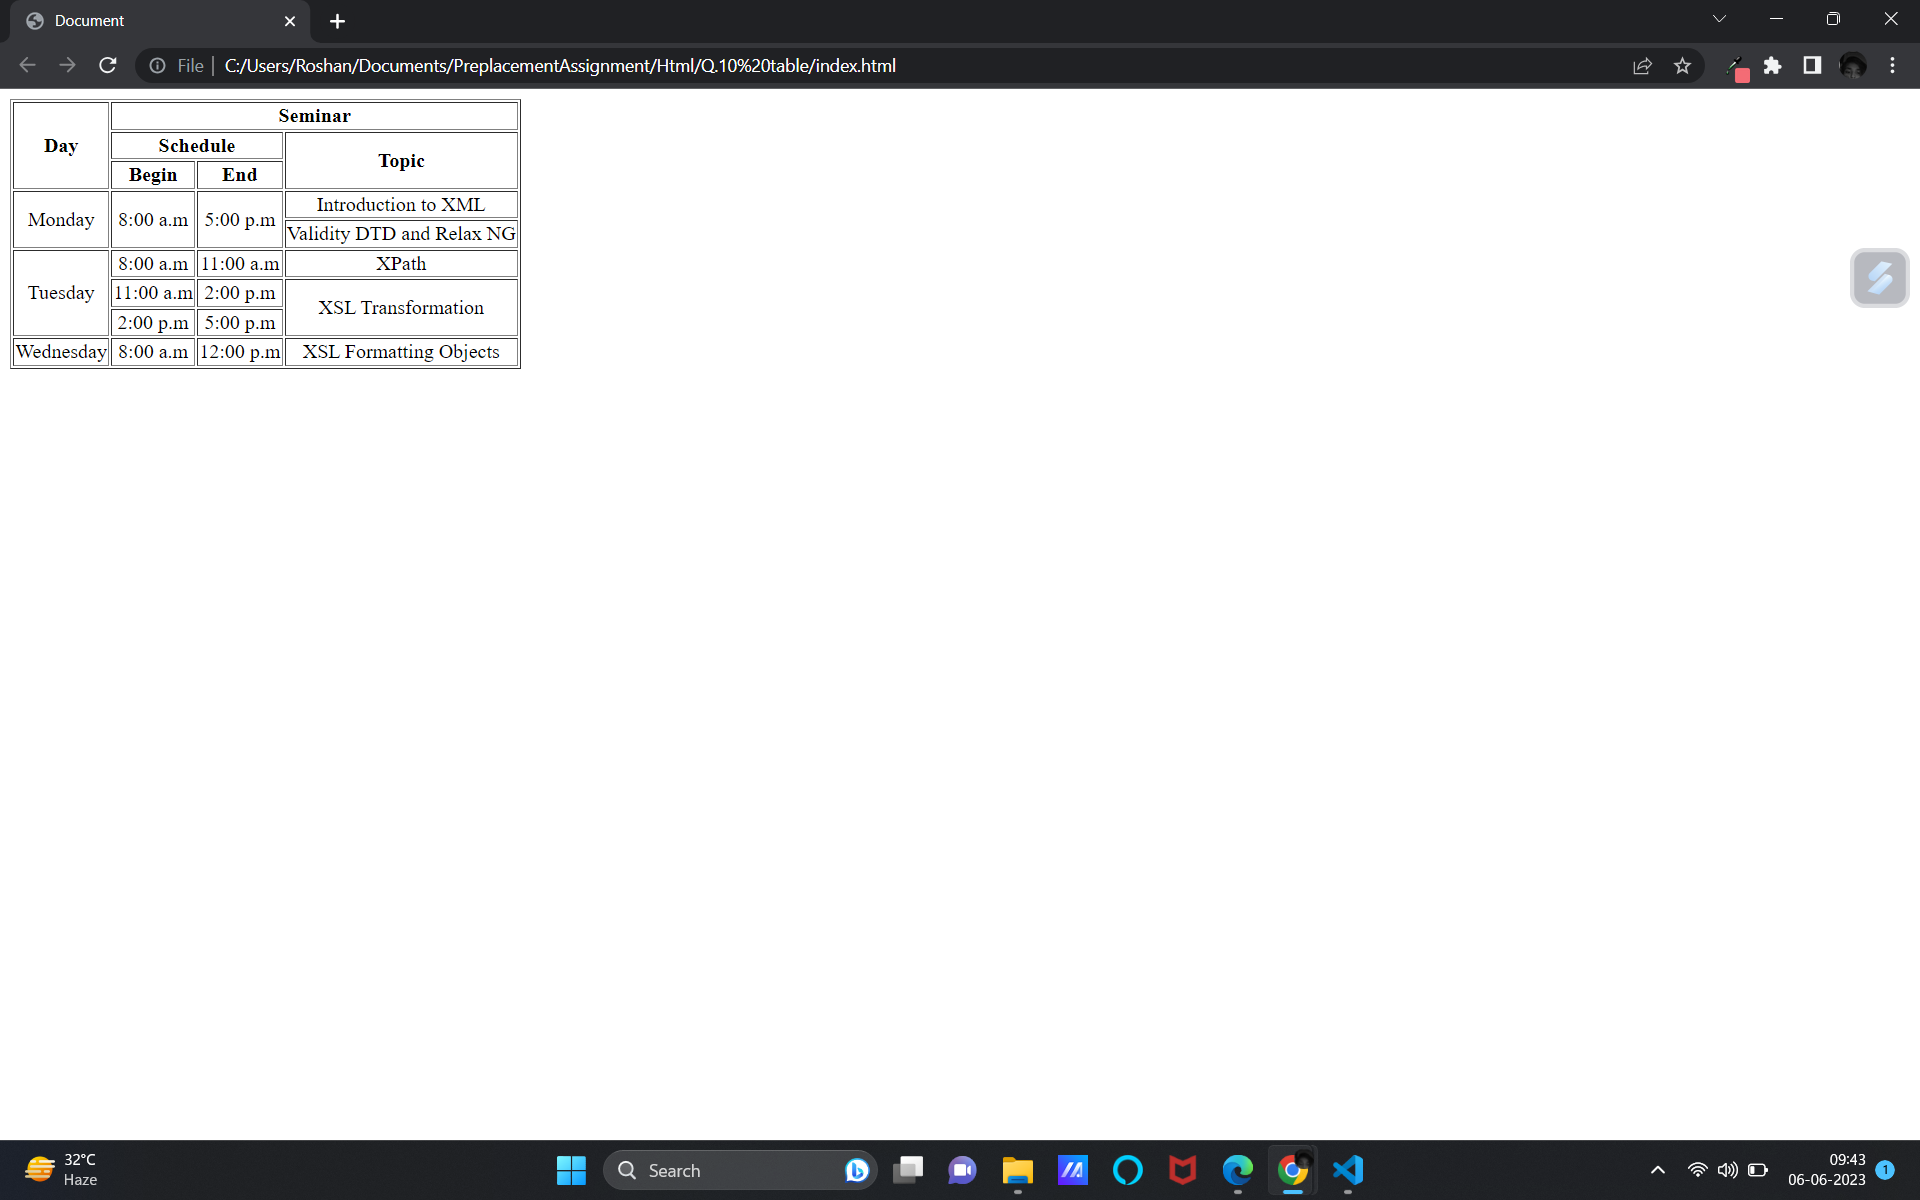 Document
File
C:/Users/Roshan/Documents/PreplacementAssignment/Html/Q.10%20table/index.html
Day
Seminar
Schedule
Topic
Begin
End
Monday
8:00 a.m
5:00 p.m
Introduction to XML
Validity DTD and Relax NG
Tuesday
8:00 a.m
11:00 a.m
XPath
11:00 a.m
2:00 p.m
XSL Transformation
2:00 p.m
5:00 p.m
Wednesday
8:00 a.m
12:00 p.m
XSL Formatting Objects
32°C
Haze
Search
09:43
06-06-2023
1